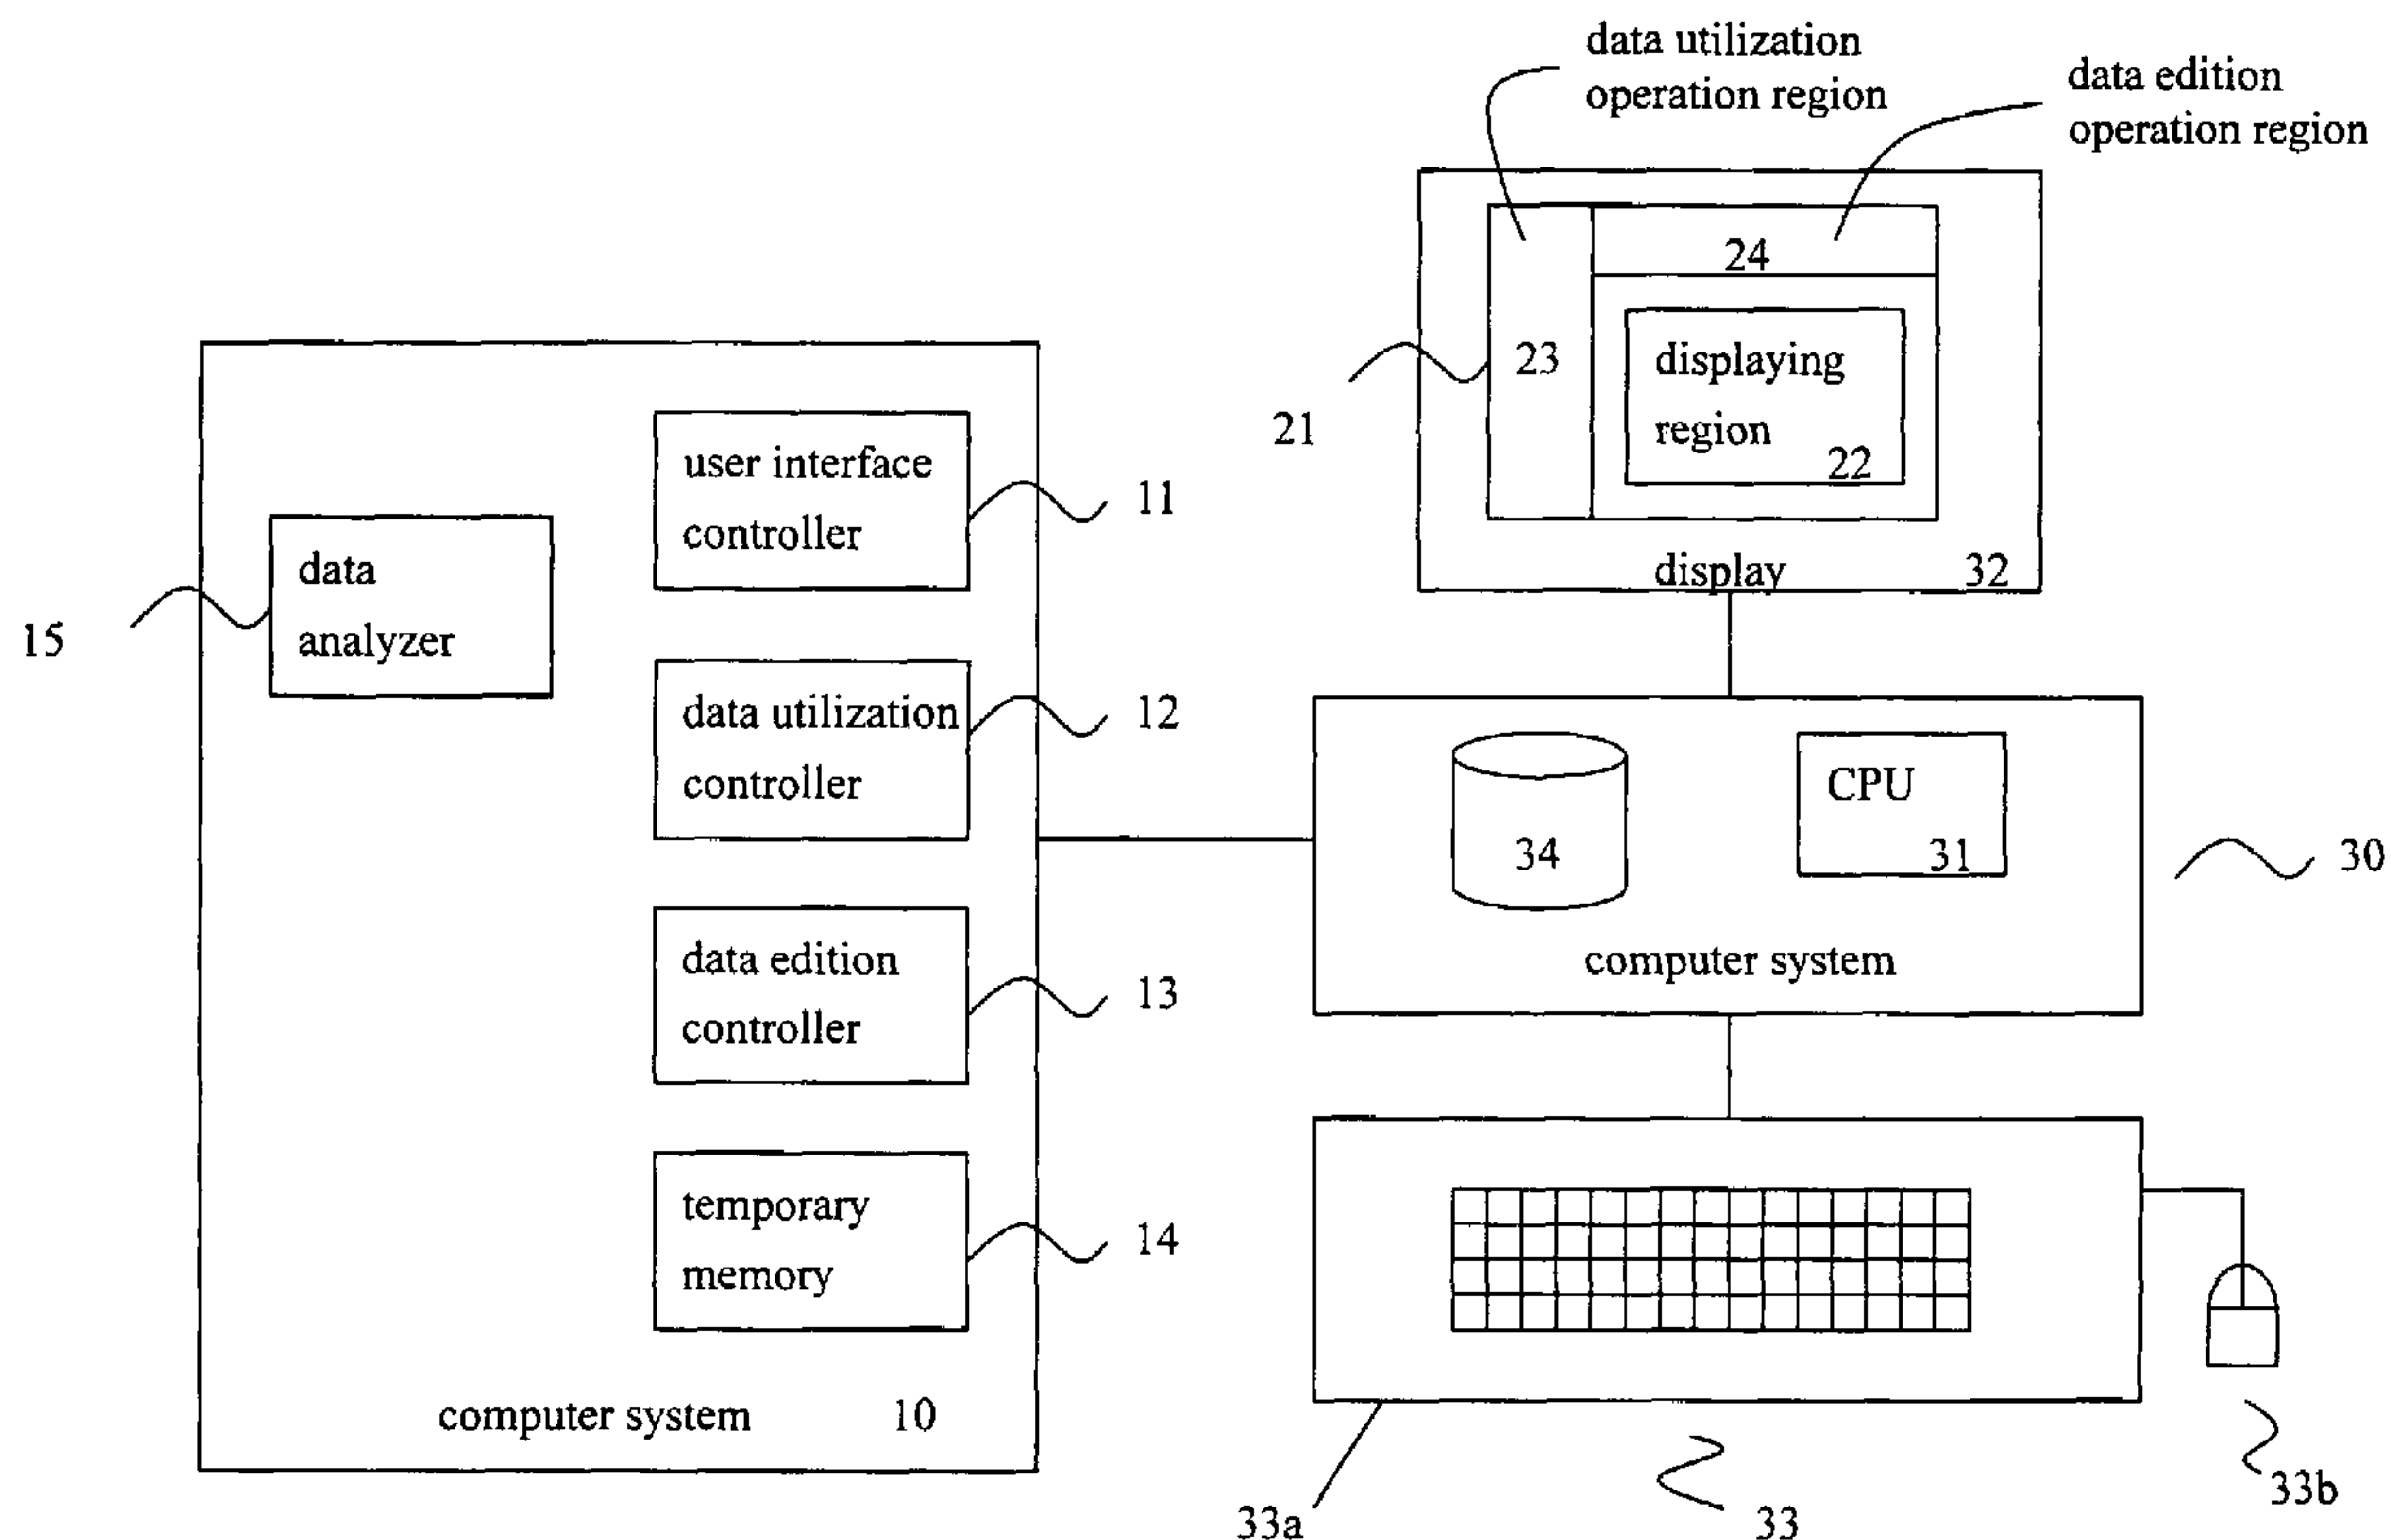 data utilization
operation region
data edition
operation region
24
23
displaying
region
22
21
display
32
user interface
controller
11
data
analyzer
15
data utilization
controller
12
data edition
controller
13
temporary
memory
14
computer system
10
CPU
31
34
30
computer system
33a
33
33b